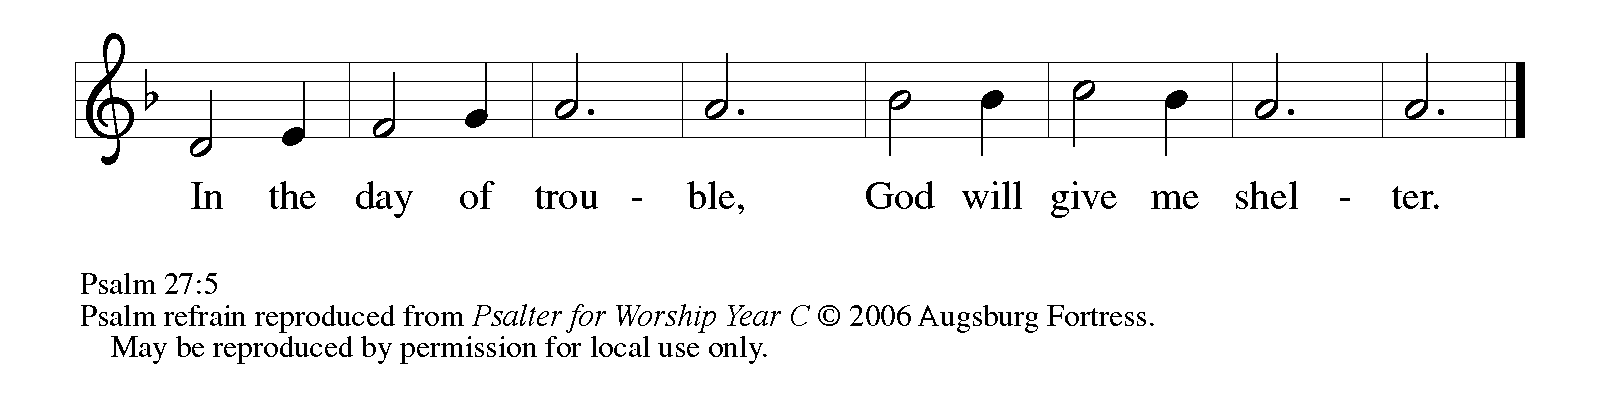 In the day of trou - ble, God will give me shel - ter.
Psalm 27:5
Psalm refrain reproduced from Psalter for Worship Year C © 2006 Augsburg Fortress.
May be reproduced by permission for local use only.